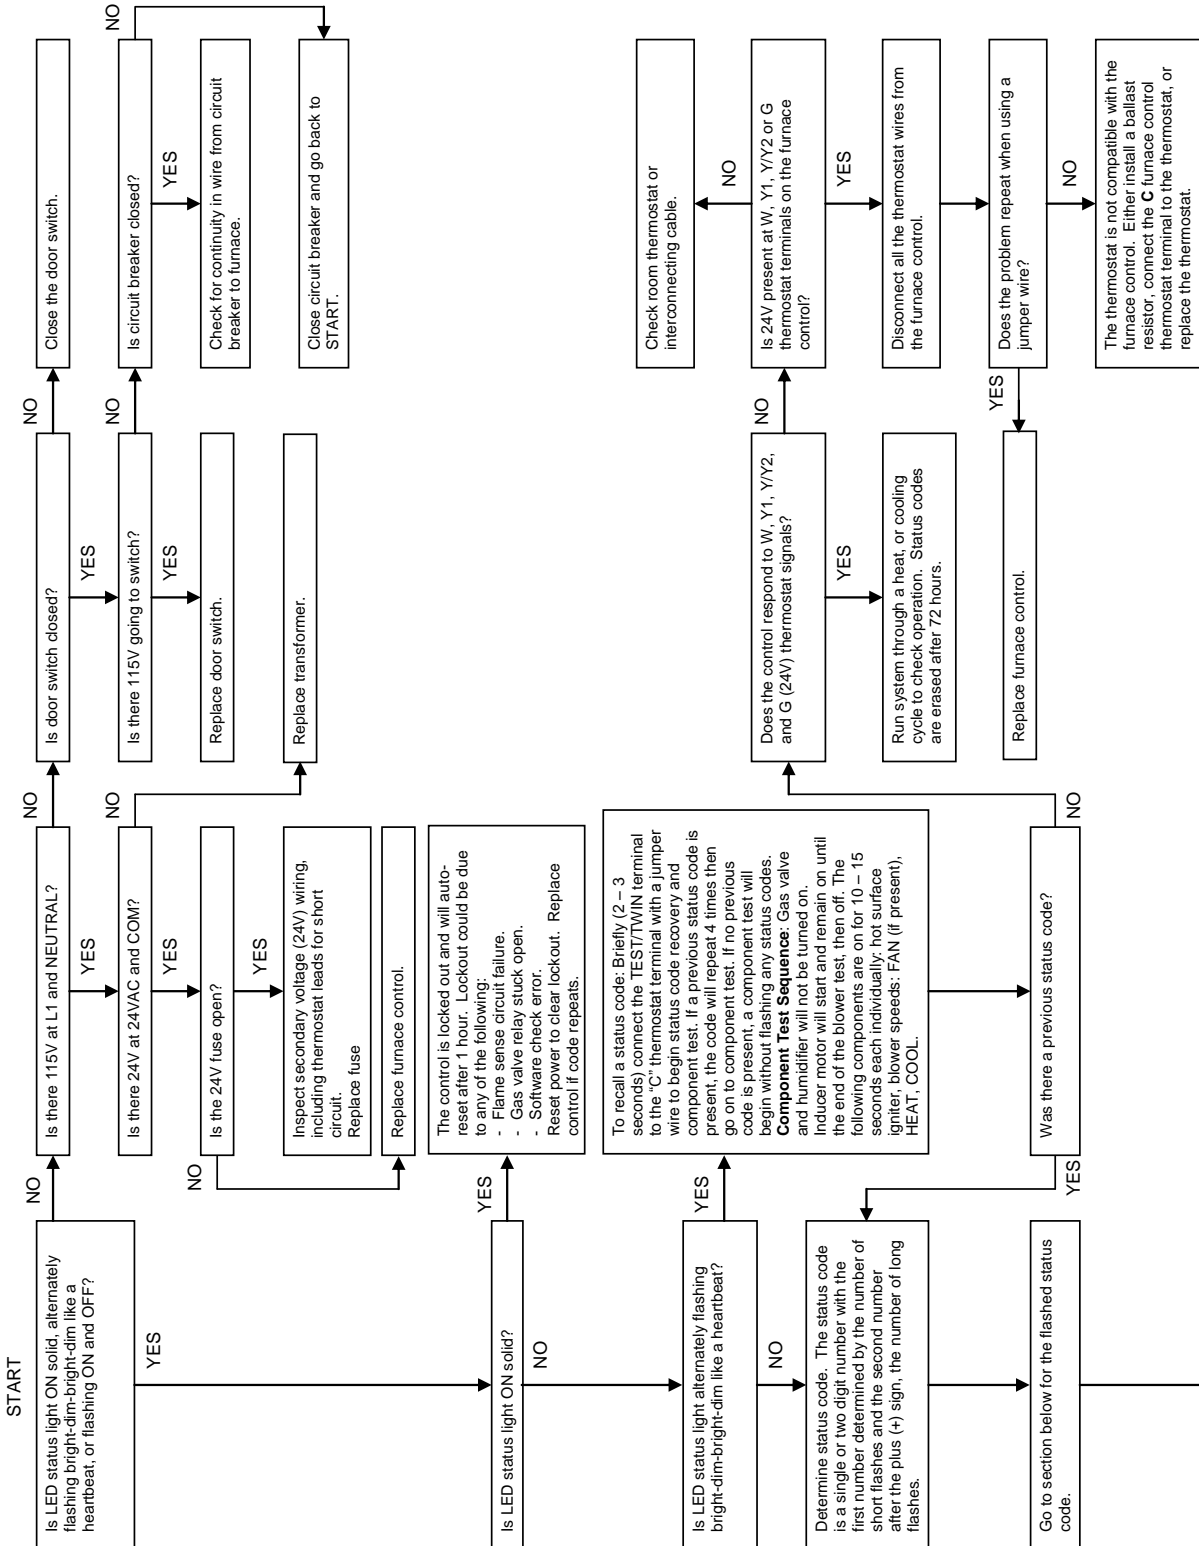 START
Is LED status light ON solid, alternately
flashing bright-dim-bright-dim like a
heartbeat, or flashing ON and OFF?
NO
YES
Is there 115V at L1 and NEUTRAL?
NO
YES
Is door switch closed?
NO
YES
Close the door switch.
Is there 24V at 24VAC and COM?
NO
YES
Is there 115V going to switch?
NO
YES
Is circuit breaker closed?
NO
YES
Is the 24V fuse open?
NO
YES
Replace door switch.
Check for continuity in wire from circuit
breaker to furnace.
Inspect secondary voltage (24V) wiring,
including thermostat leads for short
circuit.
Replace fuse
Replace transformer.
Close circuit breaker and go back to
START.
Replace furnace control.
Is LED status light ON solid?
YES
NO
The control is locked out and will auto-
reset after 1 hour.  Lockout could be due
to any of the following:
- Flame sense circuit failure.
- Gas valve relay stuck open.
- Software check error.
Reset power to clear lockout.  Replace
control if code repeats.
Is LED status light alternately flashing
bright-dim-bright-dim like a heartbeat?
YES
NO
To recall a status code: Briefly (2 – 3
seconds) connect the TEST/TWIN terminal
to the “C” thermostat terminal with a jumper
wire to begin status code recovery and
component test. If a previous status code is
present, the code will repeat 4 times then
go on to component test. If no previous
code is present, a component test will
begin without flashing any status codes.
Component Test Sequence: Gas valve
and humidifier will not be turned on.
Inducer motor will start and remain on until
the end of the blower test, then off. The
following components are on for 10 – 15
seconds each individually: hot surface
igniter, blower speeds: FAN (if present),
HEAT, COOL.
Determine status code.  The status code
is a single or two digit number with the
first number determined by the number of
short flashes and the second number
after the plus (+) sign, the number of long
flashes.
Was there a previous status code?
YES
NO
Go to section below for the flashed status
code.
Does the control respond to W, Y1, Y/Y2,
and G (24V) thermostat signals?
NO
YES
Run system through a heat, or cooling
cycle to check operation.  Status codes
are erased after 72 hours.
Check room thermostat or
interconnecting cable.
NO
Is 24V present at W, Y1, Y/Y2 or G
thermostat terminals on the furnace
control?
YES
Disconnect all the thermostat wires from
the furnace control.
Does the problem repeat when using a
jumper wire?
YES
NO
Replace furnace control.
The thermostat is not compatible with the
furnace control.  Either install a ballast
resistor, connect the C furnace control
thermostat terminal to the thermostat, or
replace the thermostat.